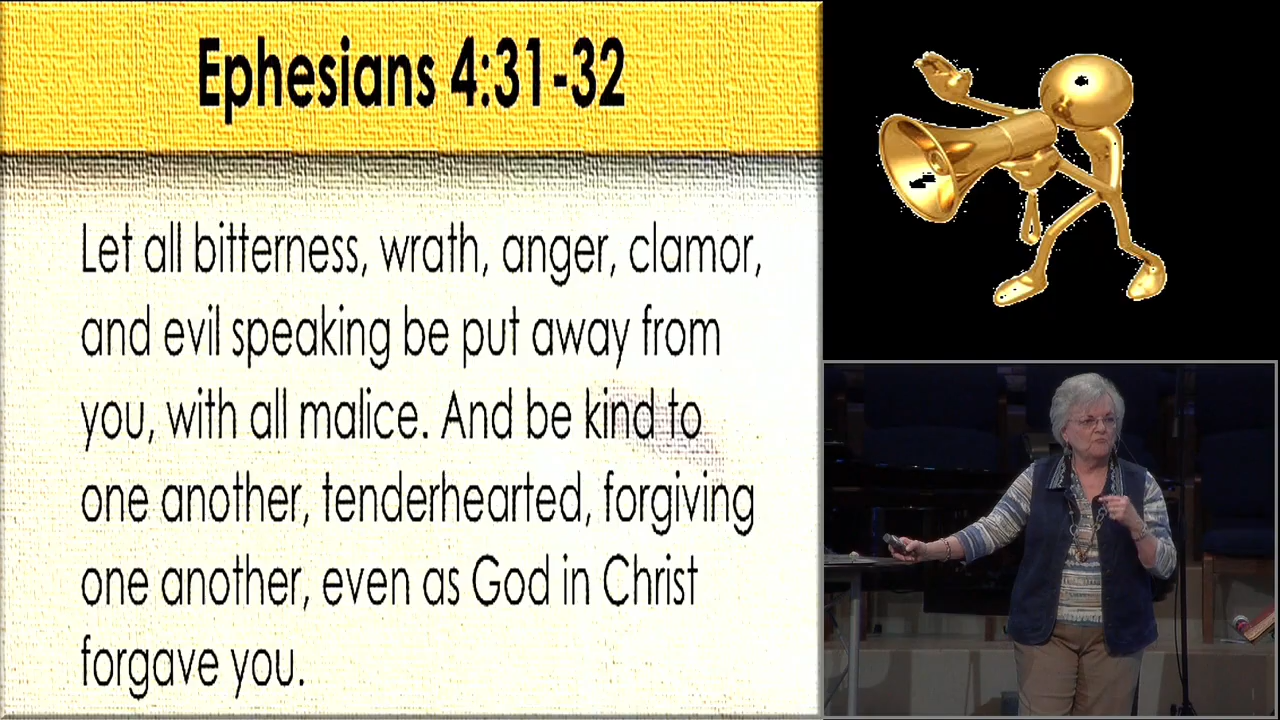 Ephesians 4:31-32
Let all bitterness, wrath, anger, clamor,
and evil speaking be put away from
you, with all malice. And be kind to
one another, tenderhearted, forgiving
one another, even as God in Christ
forgave you.